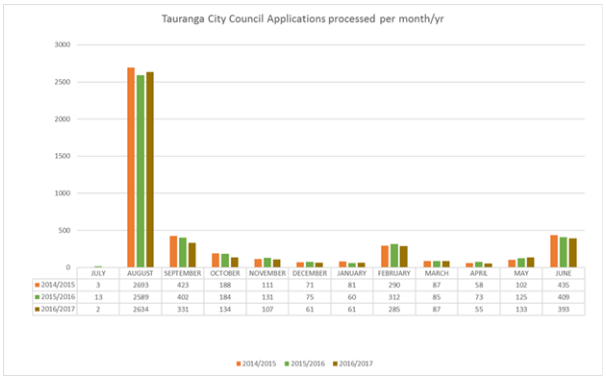 Tauranga City Council Applications processed per month/yr
3000
2500
2000
1500
1000
500
0
JULY AUGUST SEPTEMBER OCTOBER NOVEMBER DECEMBER JANUARY FEBRUARY MARCH APRIL MAY JUNE
2014/2015 3 2693 423 188 111 71 81 290 87 58 102 435
2015/2016 13 2589 402 184 131 75 60 312 85 73 125 409
2016/2017 2 2634 331 134 107 61 61 285 87 55 133 393
2014/2015 2015/2016 2016/2017